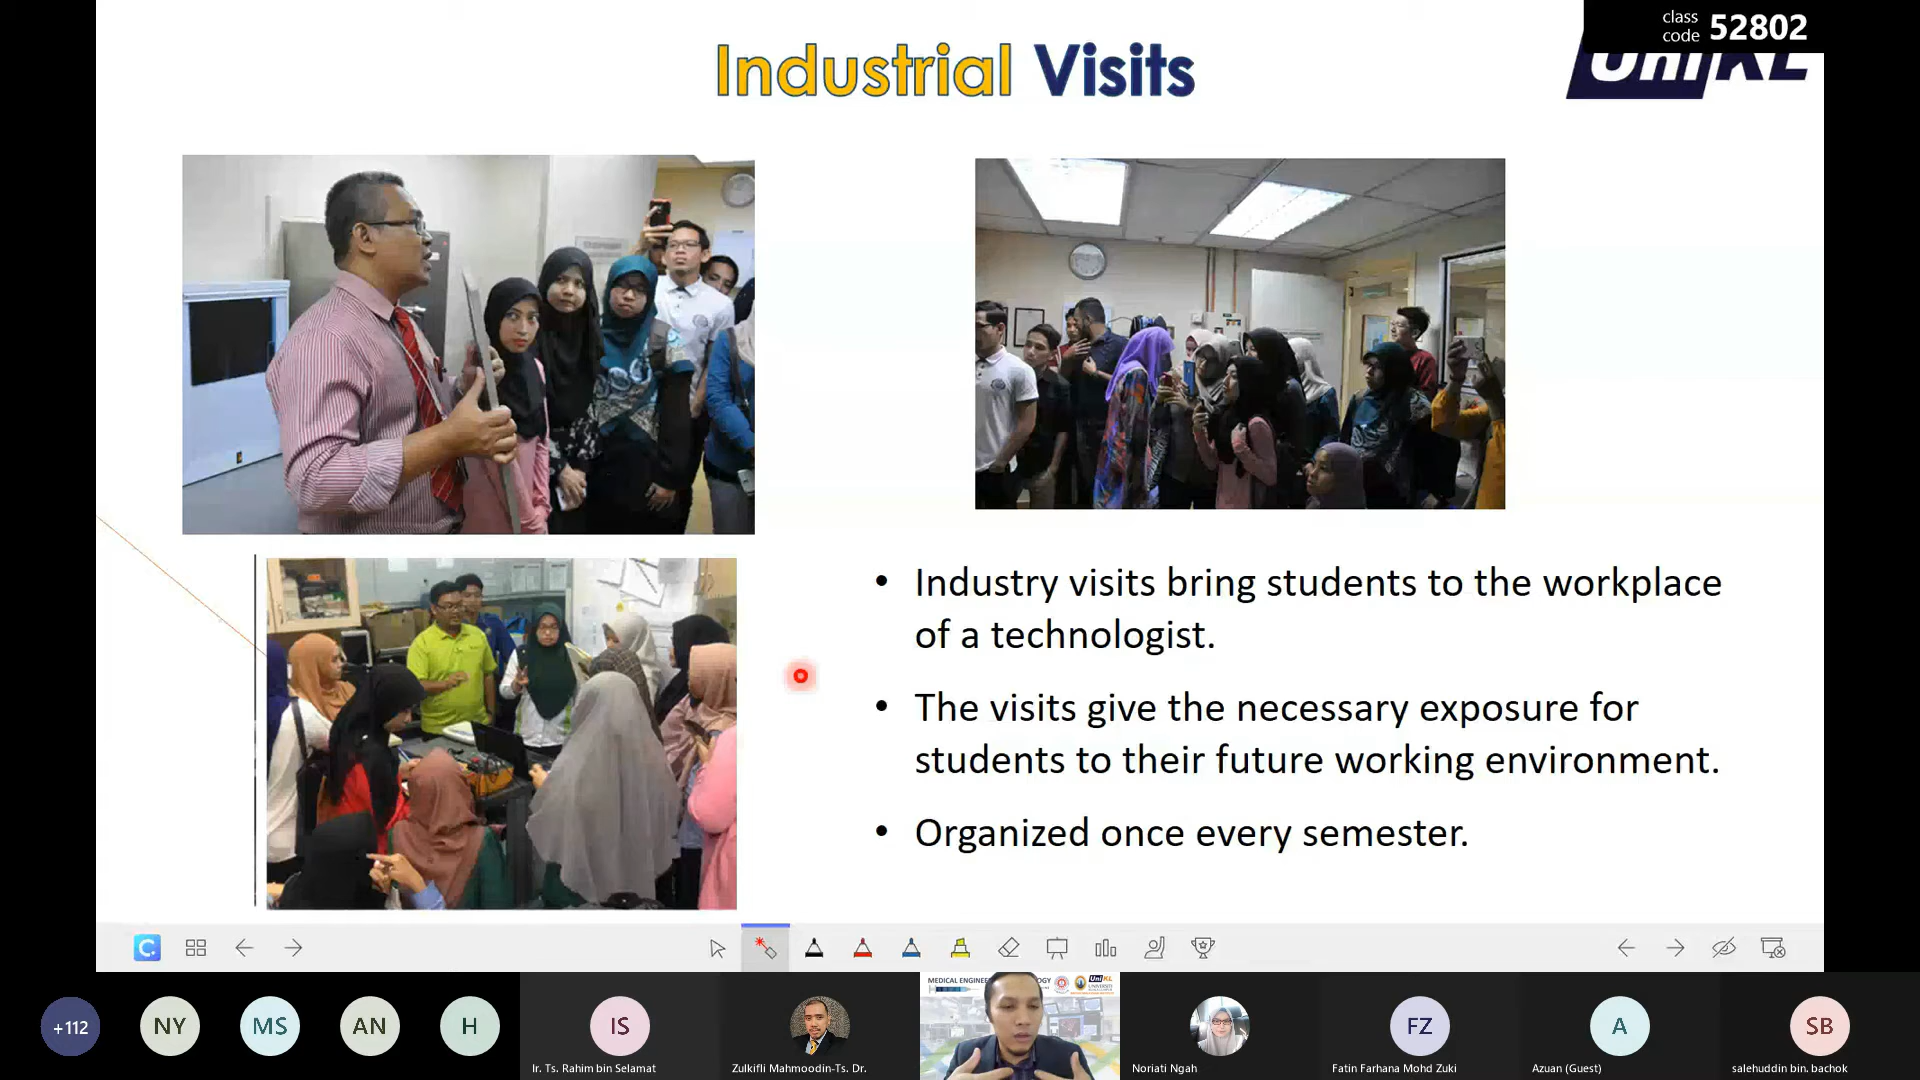 class
code 52802
Industrial Visits
UniKL
• Industry visits bring students to the workplace
of a technologist.
• The visits give the necessary exposure for
students to their future working environment.
• Organized once every semester.
+112
NY
MS
AN
H
IS
Ir. Ts. Rahim bin Selamat
Zulkifli Mahmoodin-Ts. Dr.
UniKL
Noriati Ngah
FZ
Fatin Farhana Mohd Zuki
A
Azuan (Guest)
SB
salehuddin bin. bachok